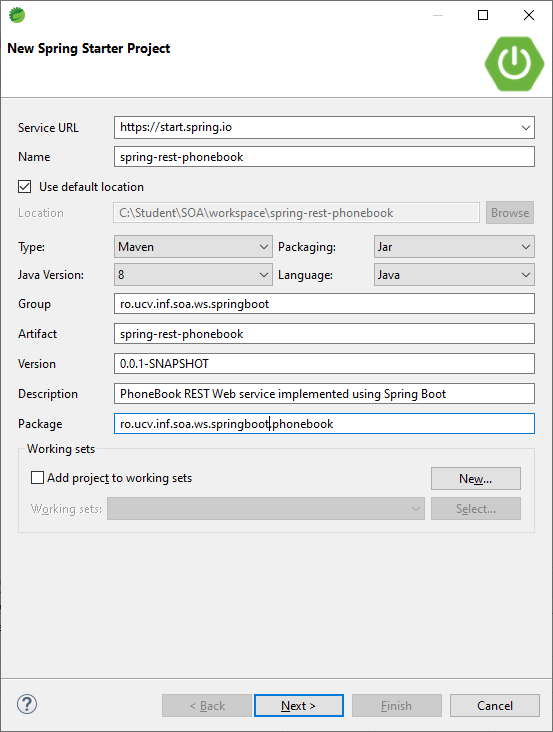 New Spring Starter Project
Service URL https://start.spring.io
Name spring-rest-phonebook
Use default location
Location C:\Student\SOA\workspace\spring-rest-phonebook Browse
Type: Maven Packaging: Jar
Java Version: 8 Language: Java
Group ro.ucv.inf.soa.ws.springboot
Artifact spring-rest-phonebook
Version 0.0.1-SNAPSHOT
Description PhoneBook REST Web service implemented using Spring Boot
Package ro.ucv.inf.soa.ws.springboot.phonebook
Working sets
Add project to working sets New...
Working sets: Select...
? < Back Next > Finish Cancel